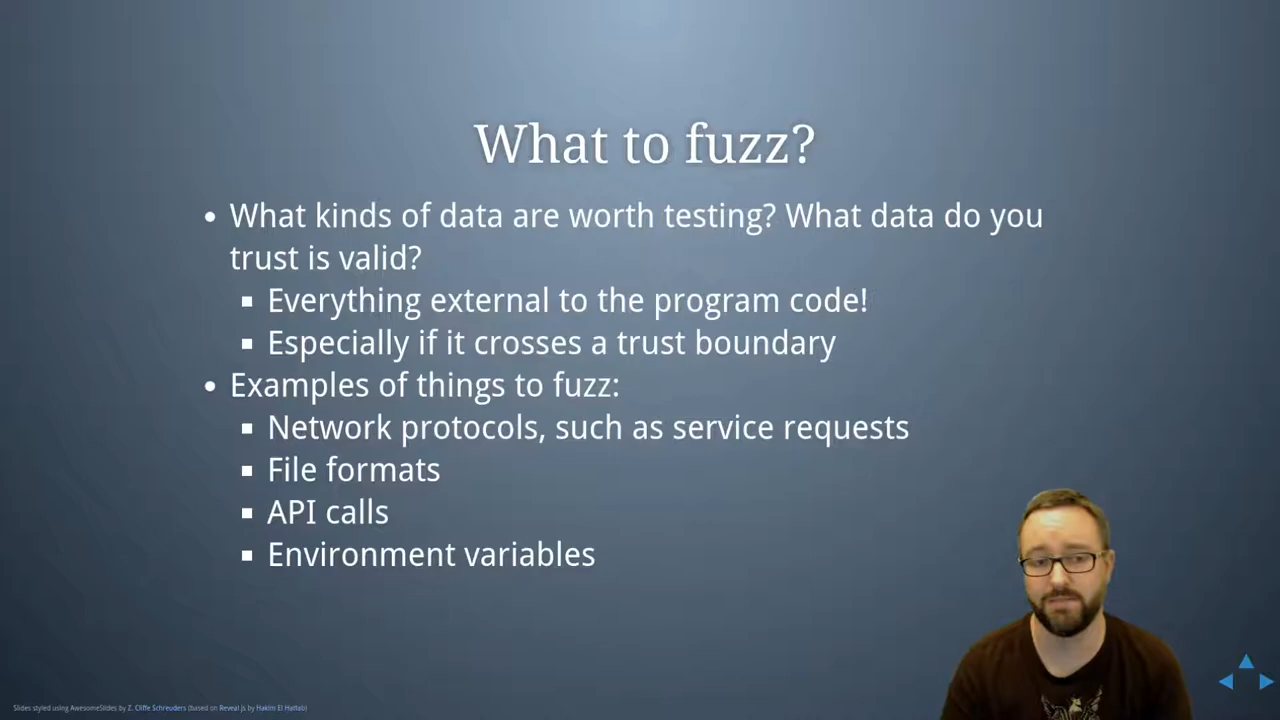 What to fuzz?
• What kinds of data are worth testing? What data do you
trust is valid?
▪ Everything external to the program code!
▪ Especially if it crosses a trust boundary
• Examples of things to fuzz:
▪ Network protocols, such as service requests
▪ File formats
▪ API calls
▪ Environment variables
Slides styled using AwesomeSlides by Z. Cliffe Schreuders (based on Reveal.js by Hakim El Hattab)